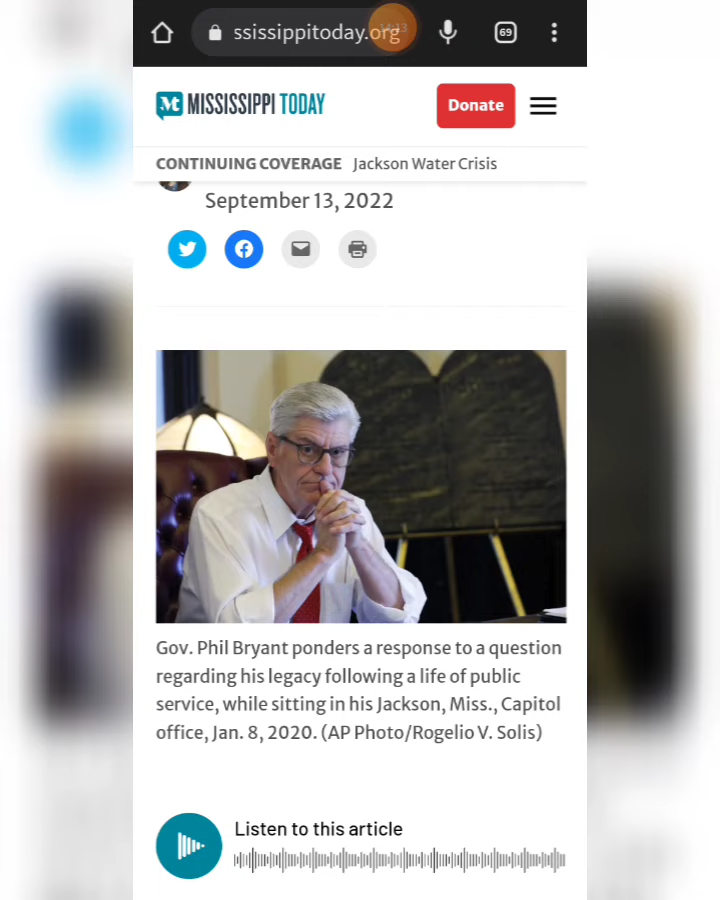 ssissippitoday.org
69
M MISSISSIPPI TODAY
Donate
CONTINUING COVERAGE Jackson Water Crisis
September 13, 2022
Gov. Phil Bryant ponders a response to a question
regarding his legacy following a life of public
service, while sitting in his Jackson, Miss., Capitol
office, Jan. 8, 2020. (AP Photo/Rogelio V. Solis)
Listen to this article